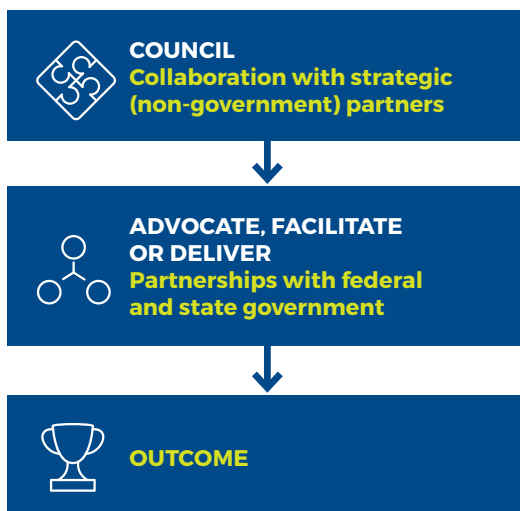 COUNCIL
Collaboration with strategic
(non-government) partners
ADVOCATE, FACILITATE
OR DELIVER
Partnerships with federal
and state government
OUTCOME